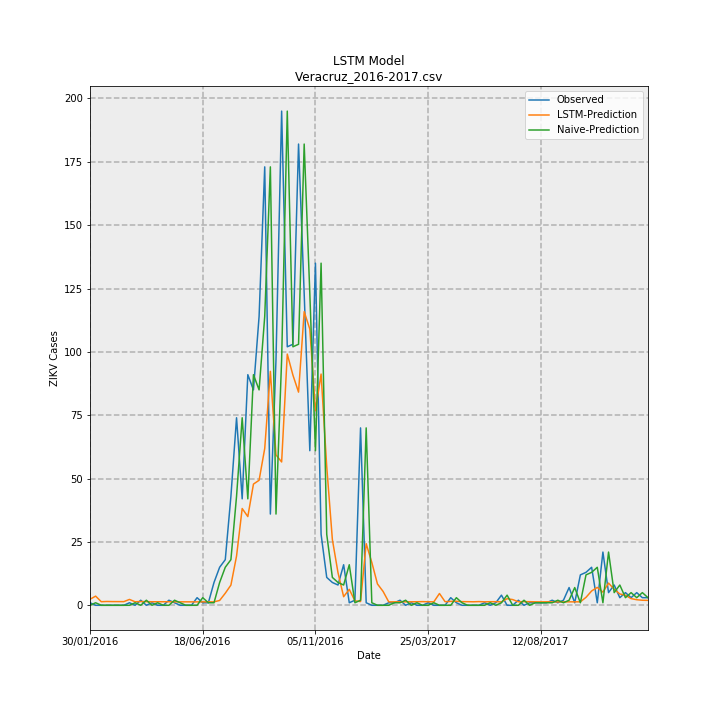 LSTM Model
Veracruz_2016-2017.csv
Observed
LSTM-Prediction
Naive-Prediction
200
175
150
125
100
75
50
25
0
ZIKV Cases
30/01/2016
18/06/2016
05/11/2016
25/03/2017
12/08/2017
Date